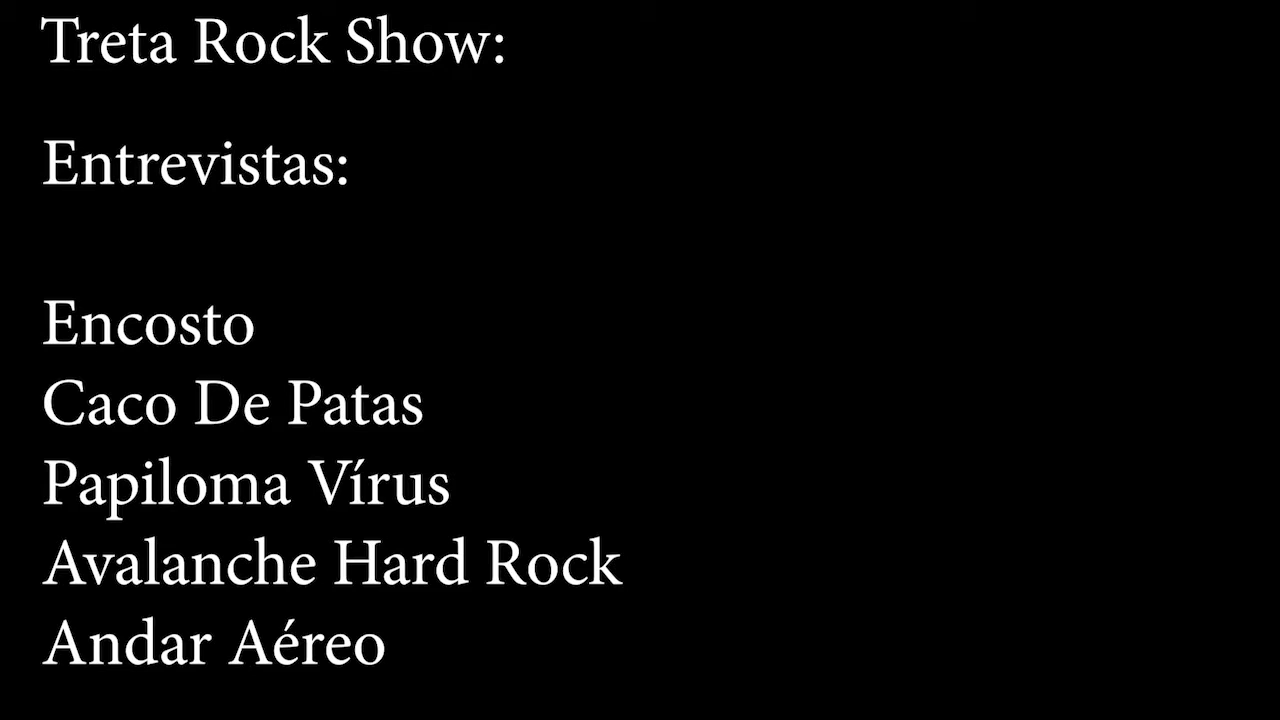 Treta Rock Show:
Entrevistas:
Encosto
Caco De Patas
Papiloma Vírus
Avalanche Hard Rock
Andar Aéreo